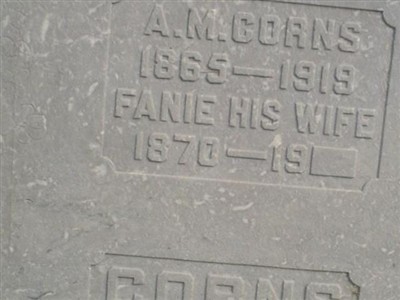 A.M.CORNS
1865—1919
FANIE HIS WIFE
1870—19
CORNS